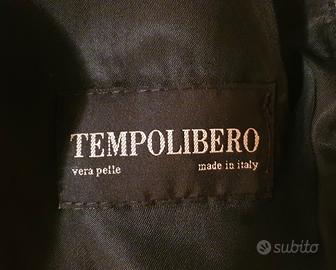 TEMPOLIBERO
vera pelle made in italy
subito